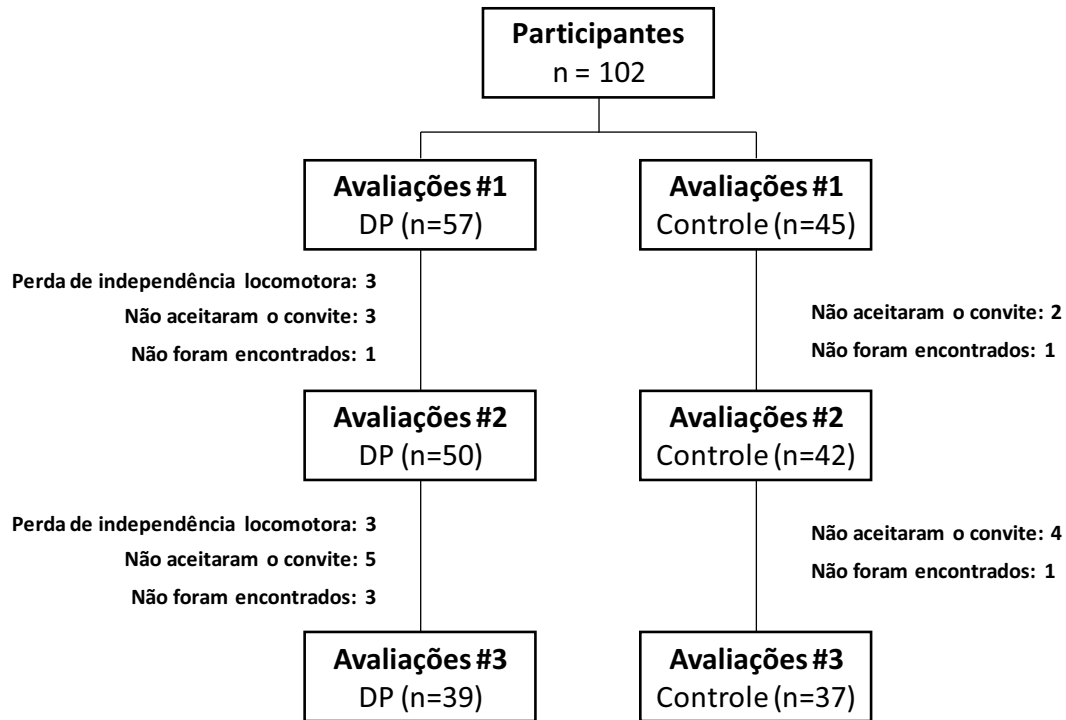 Participantes
n = 102
Avaliações #1
DP (n=57)
Avaliações #1
Controle (n=45)
Perda de independência locomotora: 3
Não aceitaram o convite: 3
Não foram encontrados: 1
Não aceitaram o convite: 2
Não foram encontrados: 1
Avaliações #2
DP (n=50)
Avaliações #2
Controle (n=42)
Perda de independência locomotora: 3
Não aceitaram o convite: 5
Não foram encontrados: 3
Não aceitaram o convite: 4
Não foram encontrados: 1
Avaliações #3
DP (n=39)
Avaliações #3
Controle (n=37)